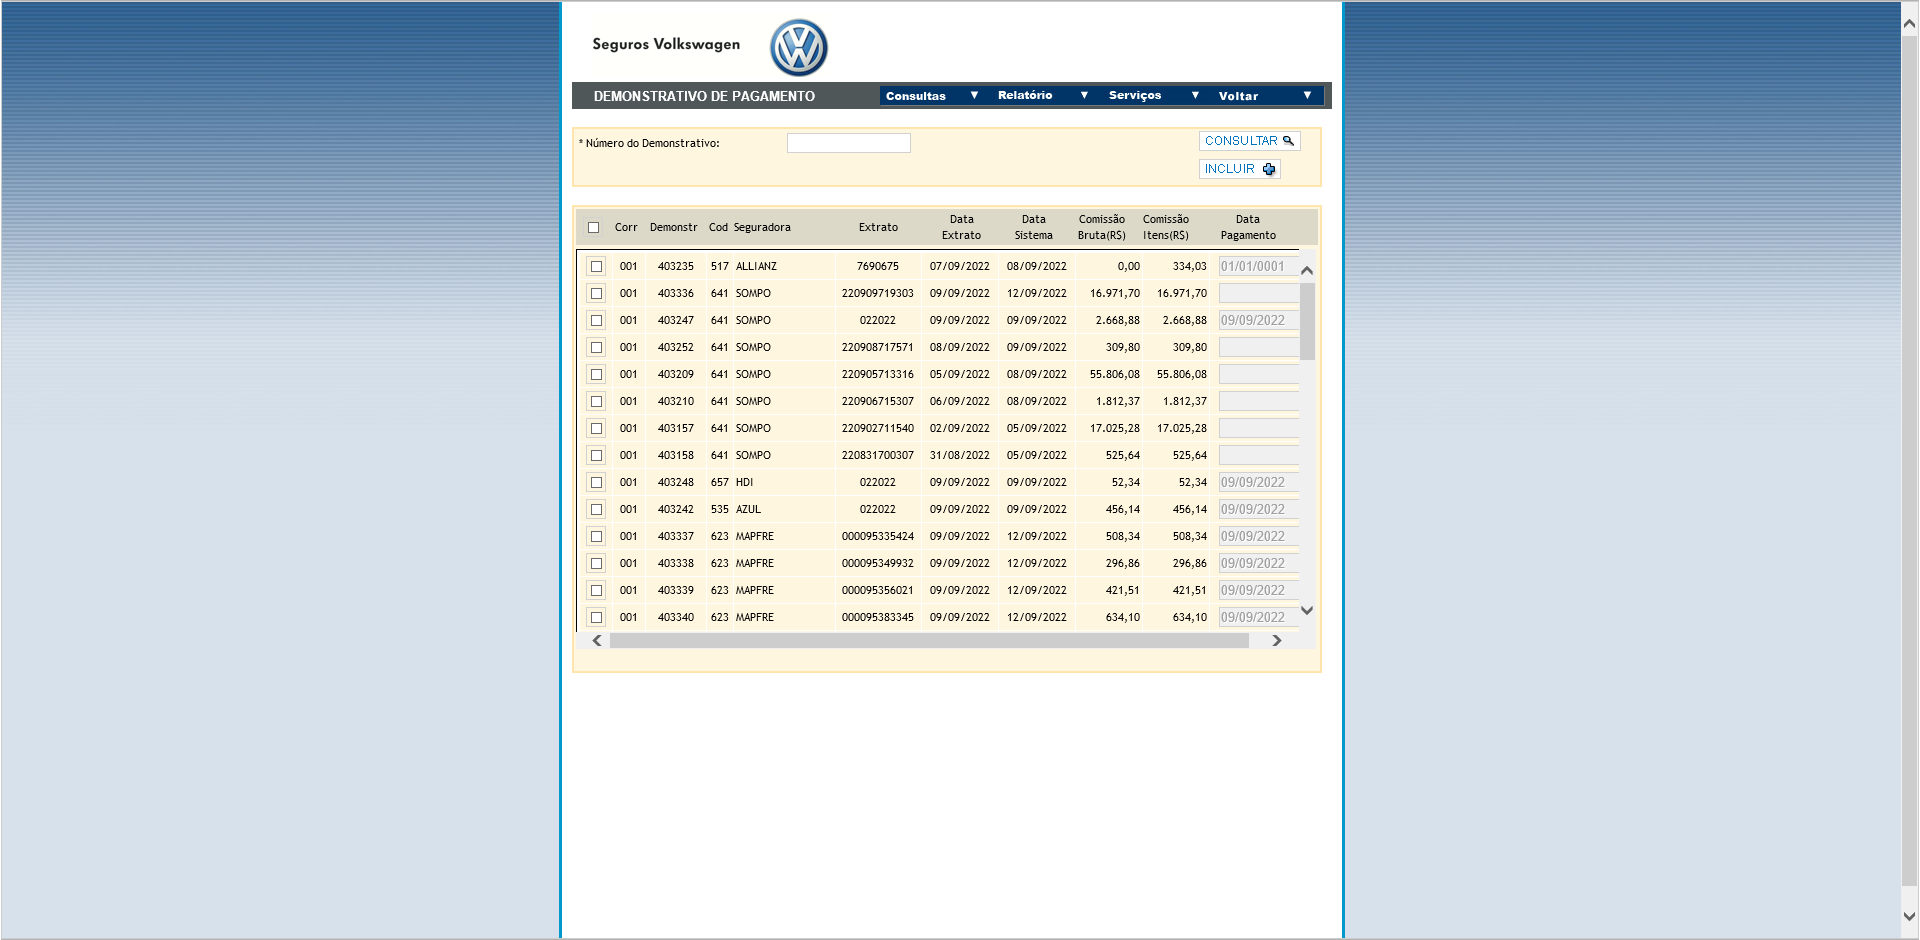 Seguros Volkswagen
DEMONSTRATIVO DE PAGAMENTO Consultas ▼ Relatório ▼ Serviços ▼ Voltar ▼
* Número do Demonstrativo: CONSULTAR
INCLUIR
Corr Demonstr Cod Seguradora Extrato Data Extrato Data Sistema Comissão Bruta(R$) Comissão Itens(R$) Data Pagamento
001 403235 517 ALLIANZ 7690675 07/09/2022 08/09/2022 0,00 334,03 01/01/0001
001 403336 641 SOMPO 220909719303 09/09/2022 12/09/2022 16.971,70 16.971,70
001 403247 641 SOMPO 022022 09/09/2022 09/09/2022 2.668,88 2.668,88 09/09/2022
001 403252 641 SOMPO 220908717571 08/09/2022 09/09/2022 309,80 309,80
001 403209 641 SOMPO 220905713316 05/09/2022 08/09/2022 55.806,08 55.806,08
001 403210 641 SOMPO 220906715307 06/09/2022 08/09/2022 1.812,37 1.812,37
001 403157 641 SOMPO 220902711540 02/09/2022 05/09/2022 17.025,28 17.025,28
001 403158 641 SOMPO 220831700307 31/08/2022 05/09/2022 525,64 525,64
001 403248 657 HDI 022022 09/09/2022 09/09/2022 52,34 52,34 09/09/2022
001 403242 535 AZUL 022022 09/09/2022 09/09/2022 456,14 456,14 09/09/2022
001 403337 623 MAPFRE 000095335424 09/09/2022 12/09/2022 508,34 508,34 09/09/2022
001 403338 623 MAPFRE 000095349932 09/09/2022 12/09/2022 296,86 296,86 09/09/2022
001 403339 623 MAPFRE 000095356021 09/09/2022 12/09/2022 421,51 421,51 09/09/2022
001 403340 623 MAPFRE 000095383345 09/09/2022 12/09/2022 634,10 634,10 09/09/2022